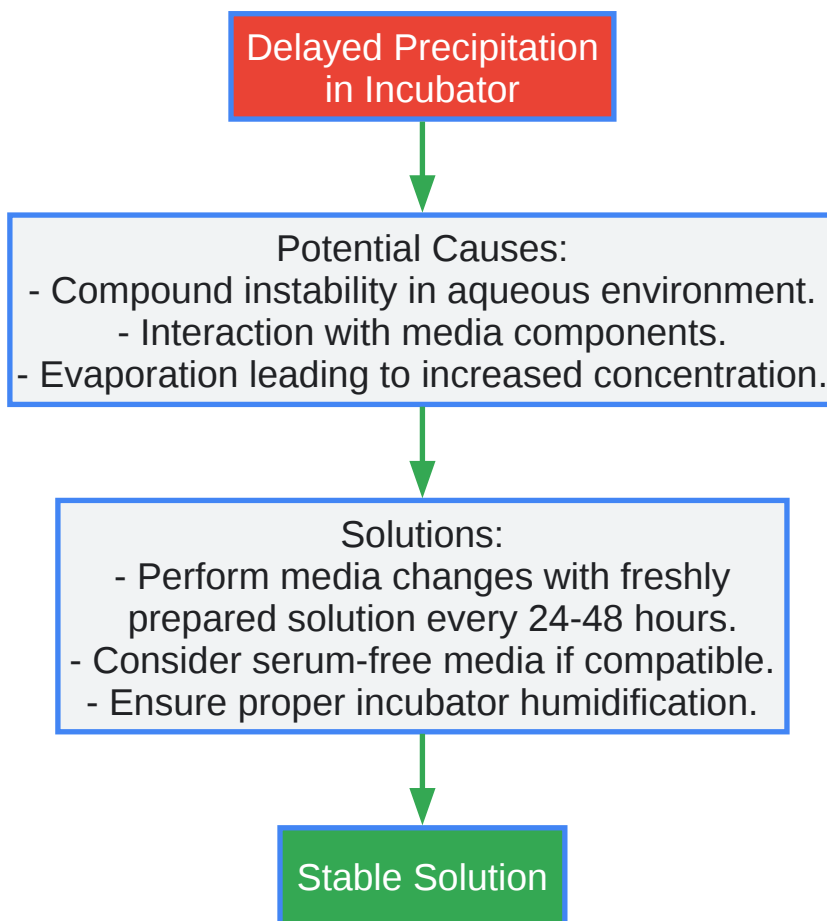 Delayed Precipitation
in Incubator
Potential Causes:
- Compound instability in aqueous environment.
- Interaction with media components.
- Evaporation leading to increased concentration.
Solutions:
- Perform media changes with freshly
prepared solution every 24-48 hours.
- Consider serum-free media if compatible.
- Ensure proper incubator humidification.
Stable Solution